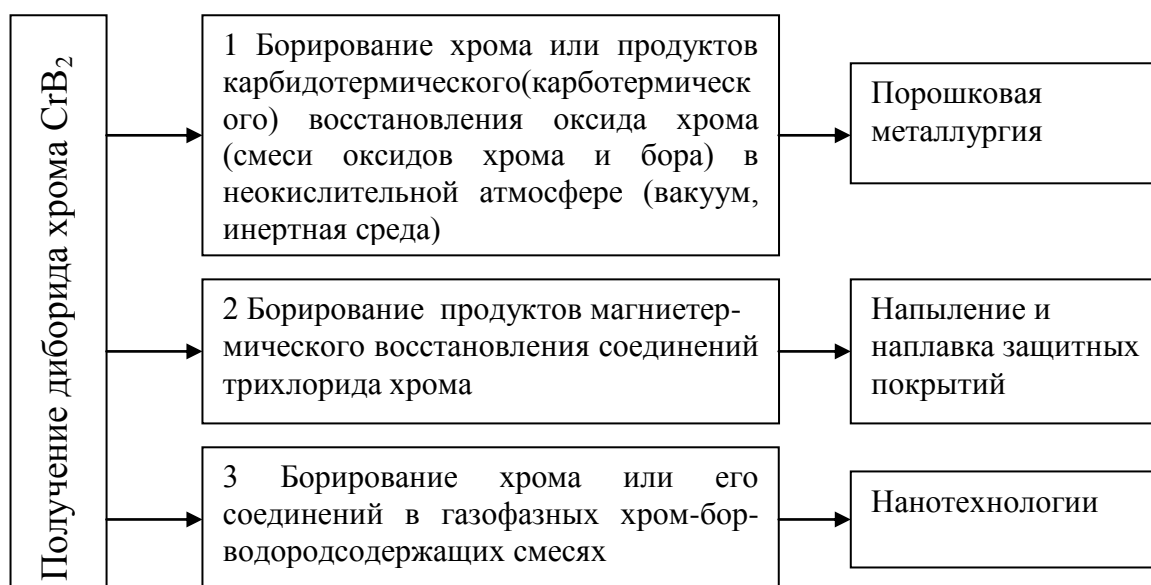 Получение диборида хрома CrB₂
1 Борирование хрома или продуктов
карбидотермического(карботермическ
ого) восстановления оксида хрома
(смеси оксидов хрома и бора) в
неокислительной атмосфере (вакуум,
инертная среда)
Порошковая
металлургия
2 Борирование продуктов магниетер-
мического восстановления соединений
трихлорида хрома
Напыление и
наплавка защитных
покрытий
3 Борирование хрома или его
соединений в газофазных хром-бор-
водородсодержащих смесях
Нанотехнологии